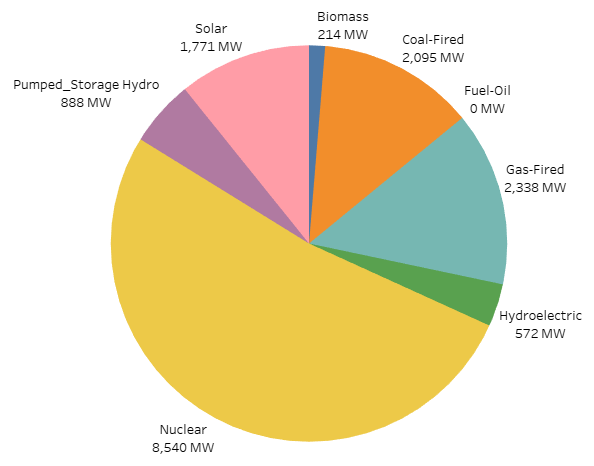 Biomass
214 MW
Coal-Fired
2,095 MW
Fuel-Oil
0 MW
Gas-Fired
2,338 MW
Hydroelectric
572 MW
Nuclear
8,540 MW
Pumped_Storage Hydro
888 MW
Solar
1,771 MW